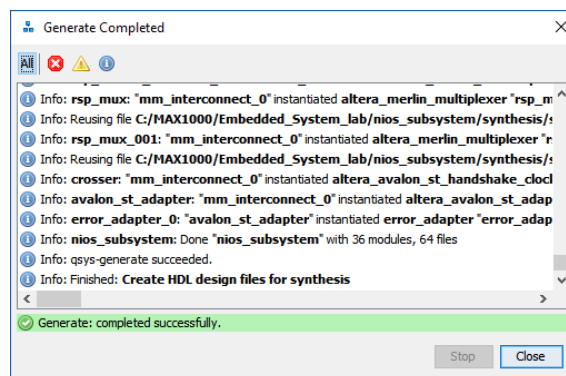 Generate Completed
All
Info: rsp_mux: "mm_interconnect_0" instantiated altera_merlin_multiplexer "rsp_m
Info: Reusing file C:/MAX1000/Embedded_System_lab/nios_subsystem/synthesis/s
Info: rsp_mux_001: "mm_interconnect_0" instantiated altera_merlin_multiplexer "r
Info: Reusing file C:/MAX1000/Embedded_System_lab/nios_subsystem/synthesis/s
Info: crosser: "mm_interconnect_0" instantiated altera_avalon_st_handshake_clock
Info: avalon_st_adapter: "mm_interconnect_0" instantiated altera_avalon_st_adap
Info: error_adapter_0: "avalon_st_adapter" instantiated error_adapter "error_adap
Info: nios_subsystem: Done "nios_subsystem" with 36 modules, 64 files
Info: qsys-generate succeeded.
Info: Finished: Create HDL design files for synthesis
Generate: completed successfully.
Stop
Close